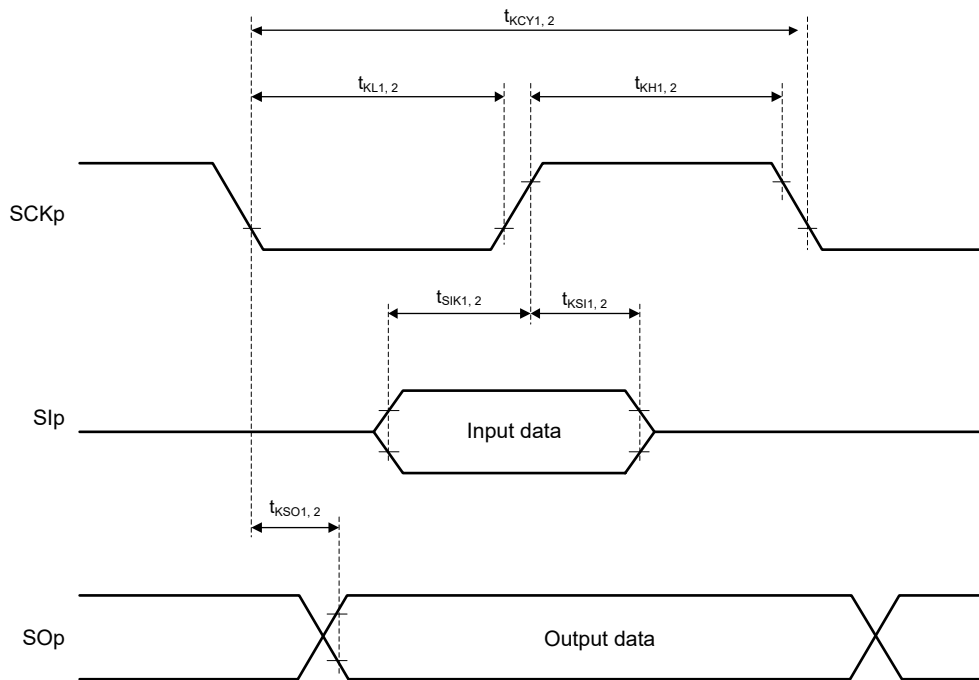 tKCY1, 2
tKL1, 2
tKH1, 2
SCKp
tSIK1, 2
tKSI1, 2
SIp
Input data
tKSO1, 2
SOp
Output data